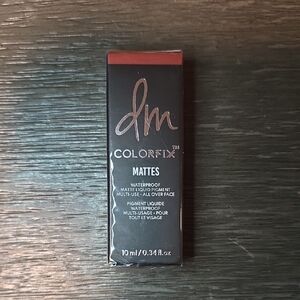 dm
COLORFIX™
MATTES
WATERPROOF
MATTE LIQUID PIGMENT
MULTI-USE - ALL OVER FACE
PIGMENT LIQUIDE
WATERPROOF
MULTI-USAGE - POUR
TOUT LE VISAGE
10 ml / 0.34 fl oz